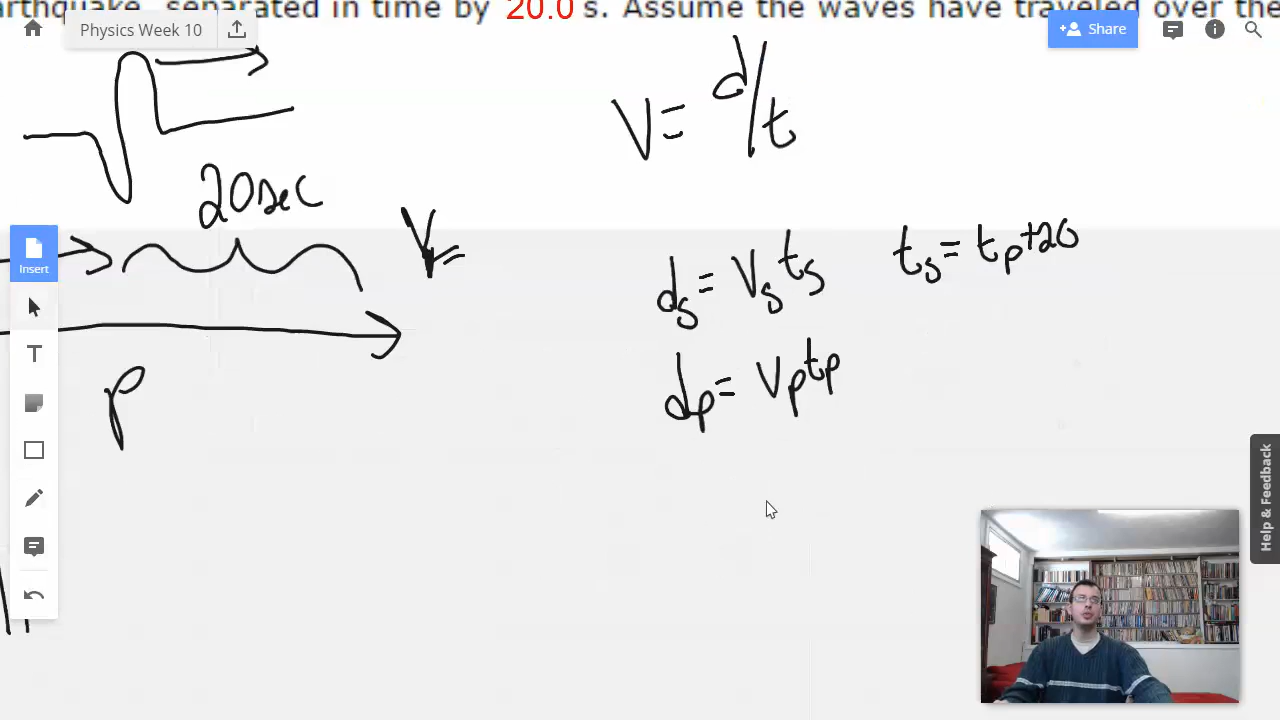 arthquake, separated in time by 20.0 s. Assume the waves have traveled over the
Physics Week 10
Share
V = d/t
20sec
V=
Insert
ds = Vs ts
ts = tp+20
dp = Vp tp
T
P
Help & Feedback